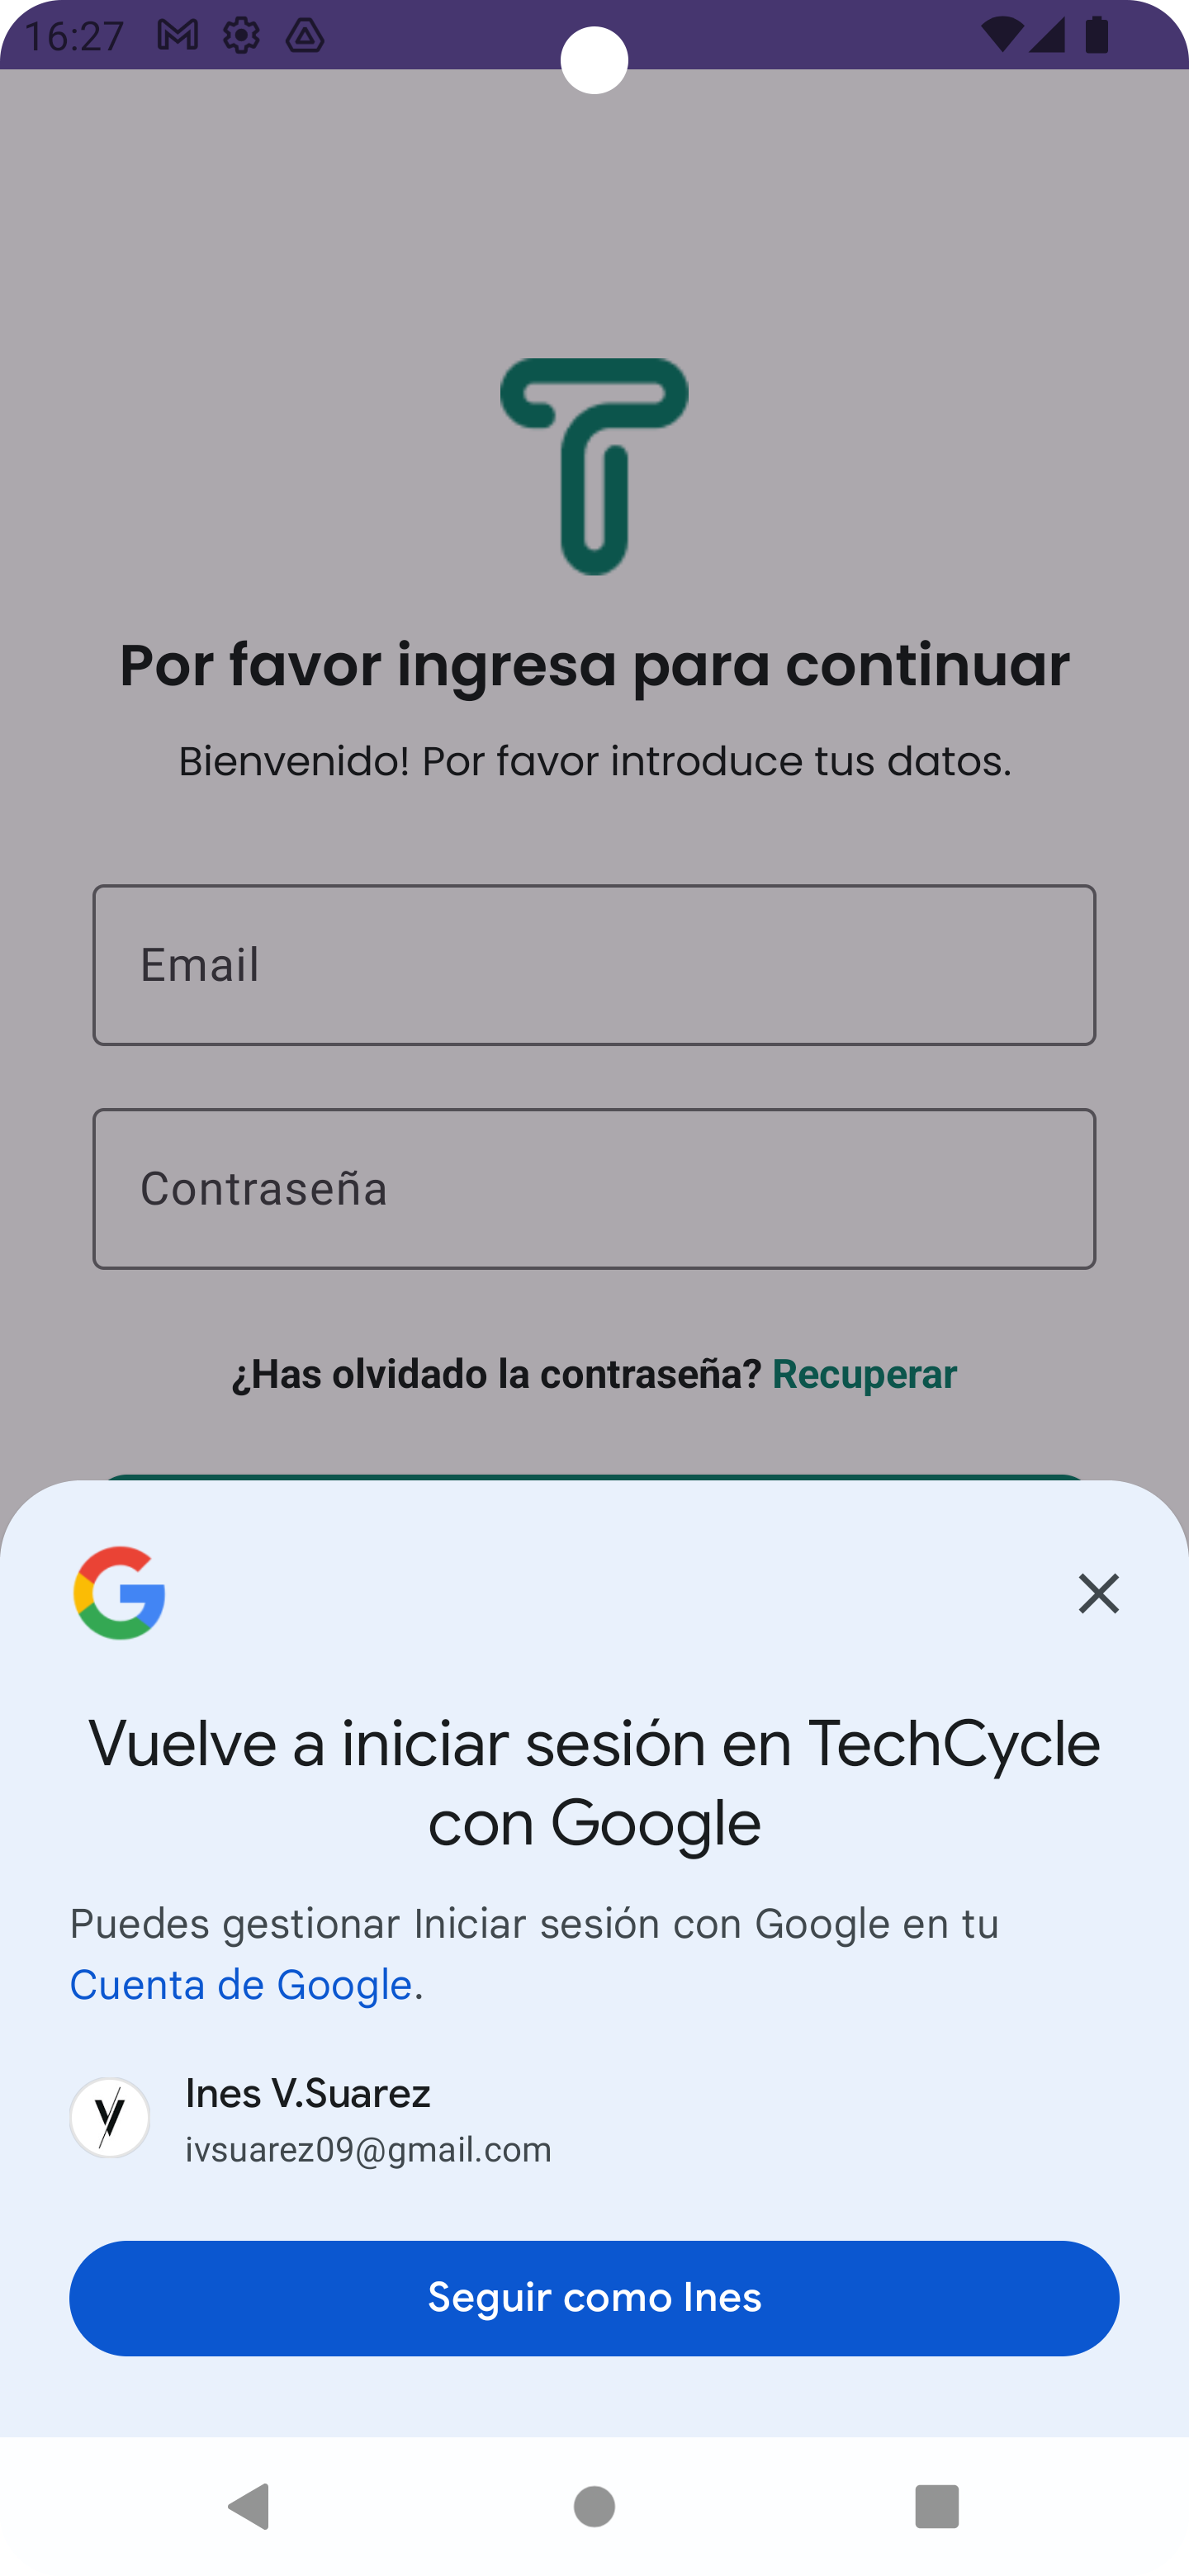 16:27
Por favor ingresa para continuar
Bienvenido! Por favor introduce tus datos.
Email
Contraseña
¿Has olvidado la contraseña? Recuperar
Vuelve a iniciar sesión en TechCycle
con Google
Puedes gestionar Iniciar sesión con Google en tu
Cuenta de Google.
Ines V.Suarez
ivsuarez09@gmail.com
Seguir como Ines